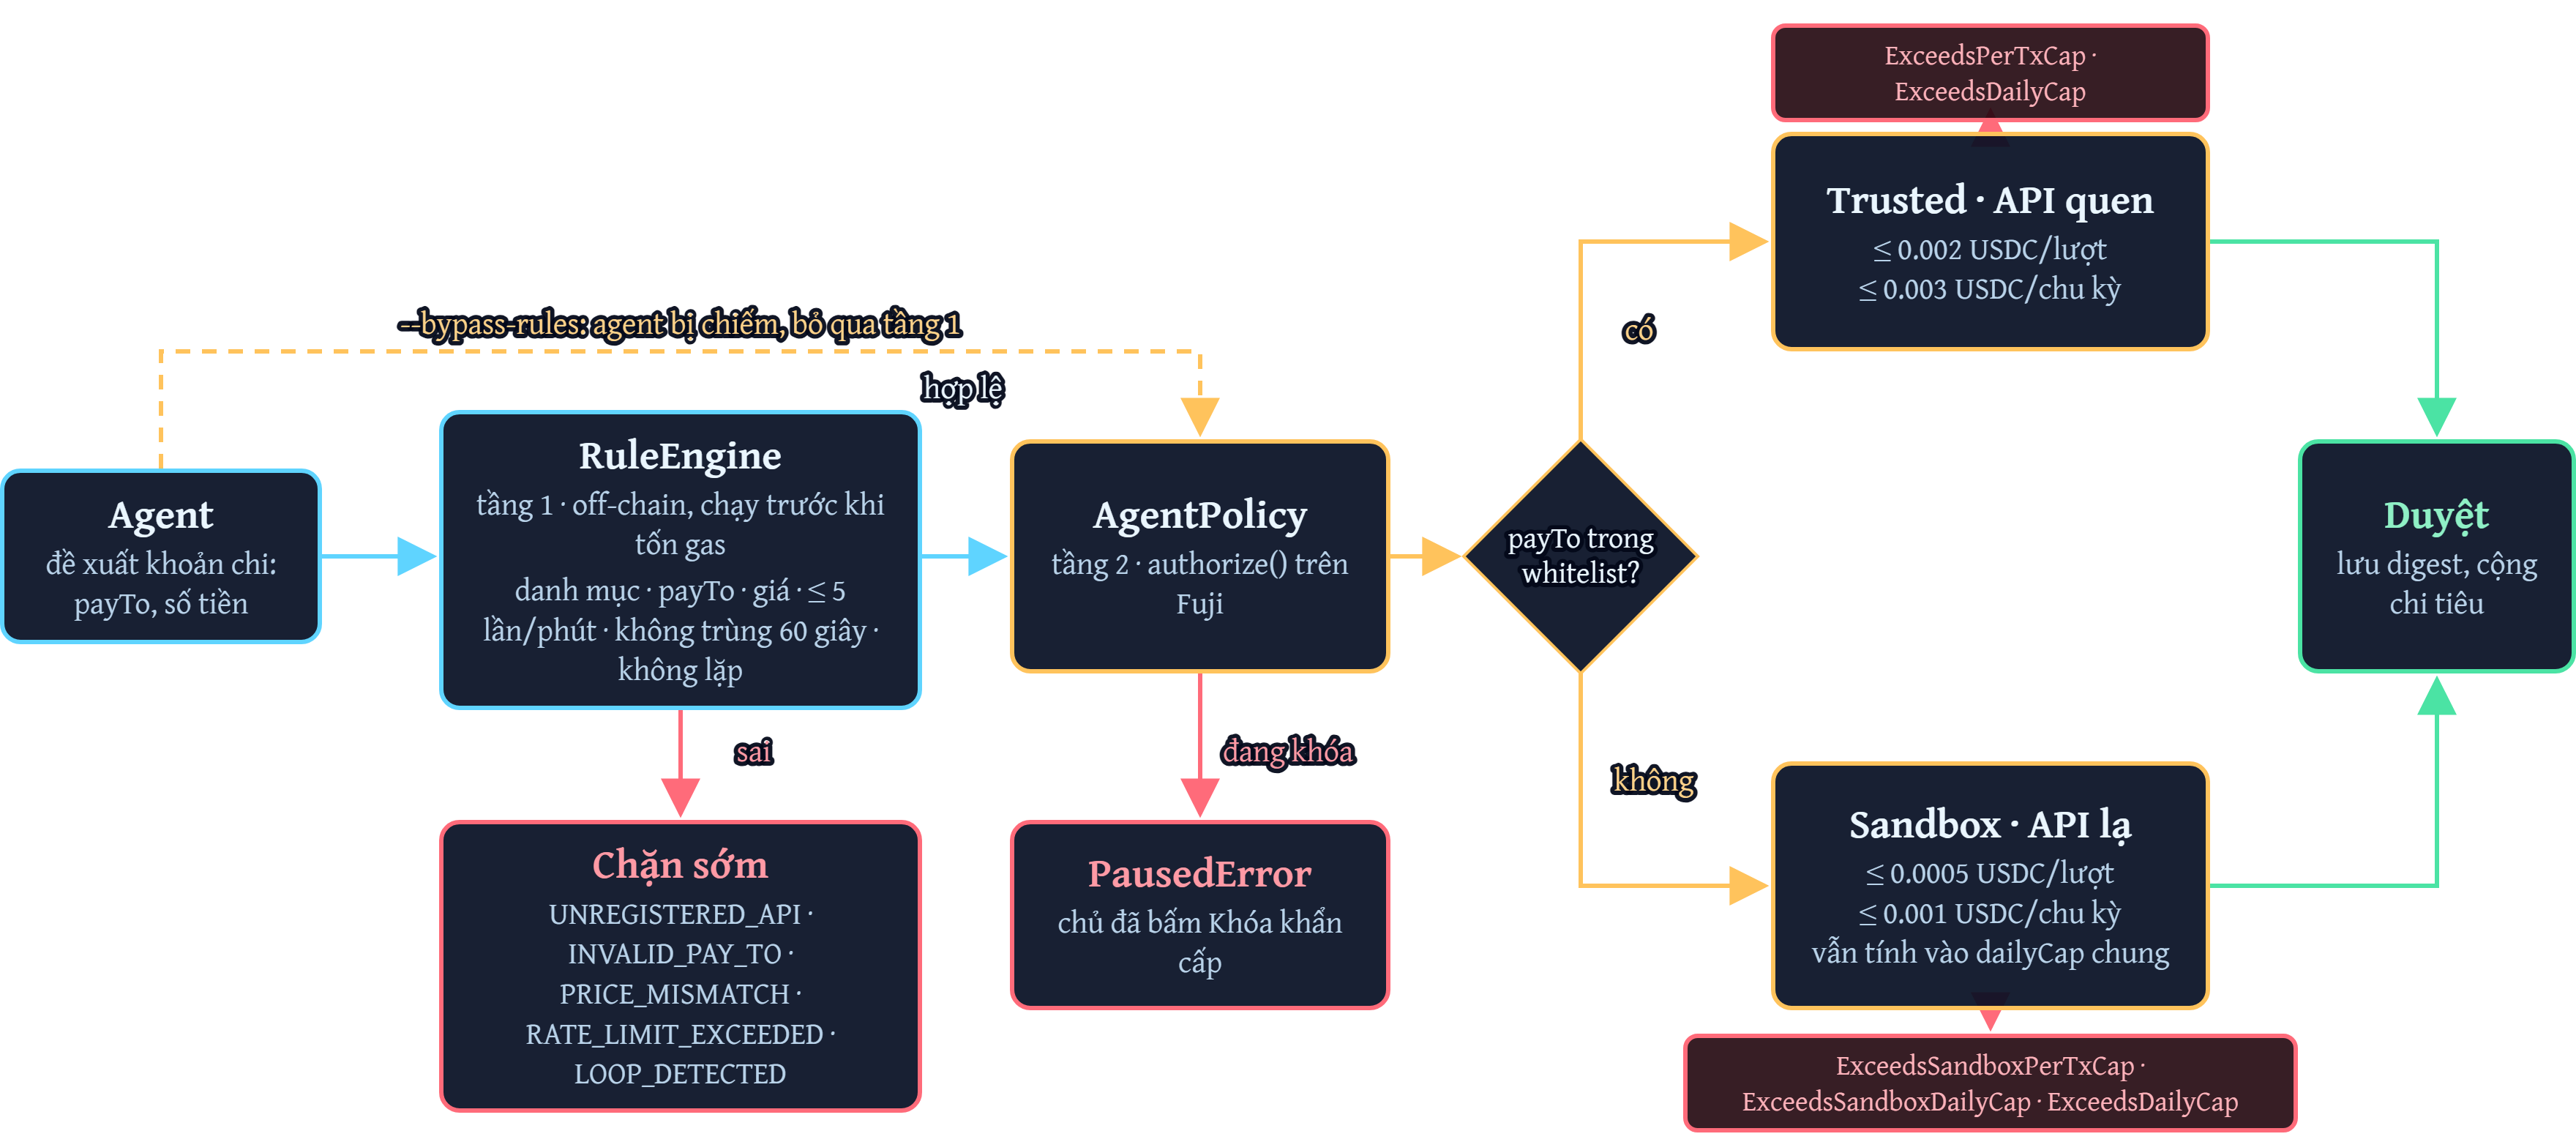 ExceedsPerTxCap ·
ExceedsDailyCap
Trusted · API quen
≤ 0.002 USDC/lượt
≤ 0.003 USDC/chu kỳ
--bypass-rules: agent bị chiếm, bỏ qua tầng 1
có
hợp lệ
Agent
đề xuất khoản chi:
payTo, số tiền
RuleEngine
tầng 1 · off-chain, chạy trước khi
tốn gas
danh mục · payTo · giá · ≤ 5
lần/phút · không trùng 60 giây ·
không lặp
AgentPolicy
tầng 2 · authorize() trên
Fuji
payTo trong
whitelist?
Duyệt
lưu digest, cộng
chi tiêu
sai
đang khóa
không
Chặn sớm
UNREGISTERED_API ·
INVALID_PAY_TO ·
PRICE_MISMATCH ·
RATE_LIMIT_EXCEEDED ·
LOOP_DETECTED
PausedError
chủ đã bấm Khóa khẩn
cấp
Sandbox · API lạ
≤ 0.0005 USDC/lượt
≤ 0.001 USDC/chu kỳ
vẫn tính vào dailyCap chung
ExceedsSandboxPerTxCap ·
ExceedsSandboxDailyCap · ExceedsDailyCap